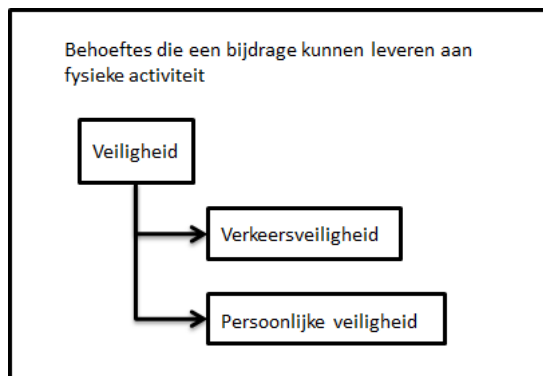 Behoeftes die een bijdrage kunnen leveren aan
fysieke activiteit
Veiligheid
Verkeersveiligheid
Persoonlijke veiligheid